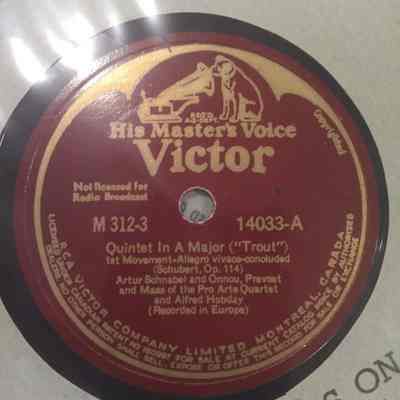 His Master's Voice
Victor
Copyrighted
Not licensed for
Radio Broadcast
M 312-3
14033-A
Quintet In A Major ("Trout")
1st Movement-Allegro vivace-concluded
(Schubert, Op. 114)
Artur Schnabel and Onnou, Prevost
and Maas of the Pro Arte Quartet
and Alfred Hobday
(Recorded in Europe)
R.C.A. VICTOR COMPANY LIMITED MONTREAL, CANADA
S ON